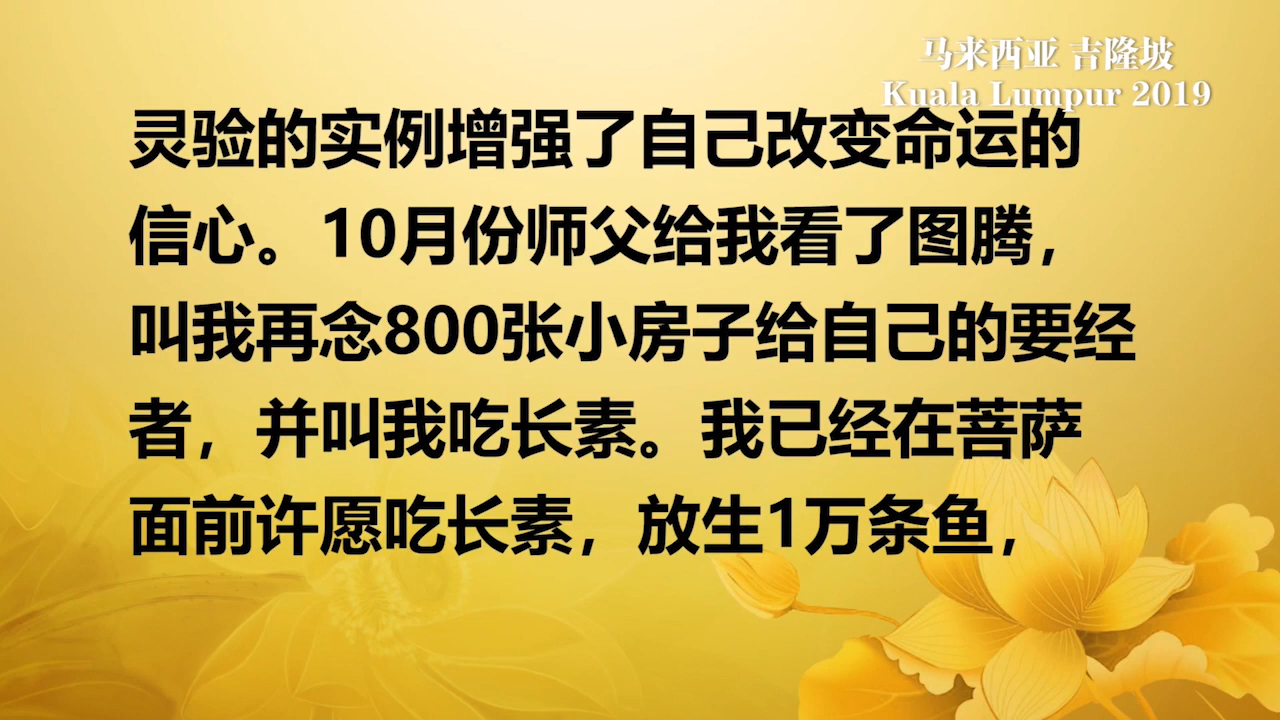 马来西亚 吉隆坡
Kuala Lumpur 2019
灵验的实例增强了自己改变命运的
信心。10月份师父给我看了图腾，
叫我再念800张小房子给自己的要经
者，并叫我吃长素。我已经在菩萨
面前许愿吃长素，放生1万条鱼，